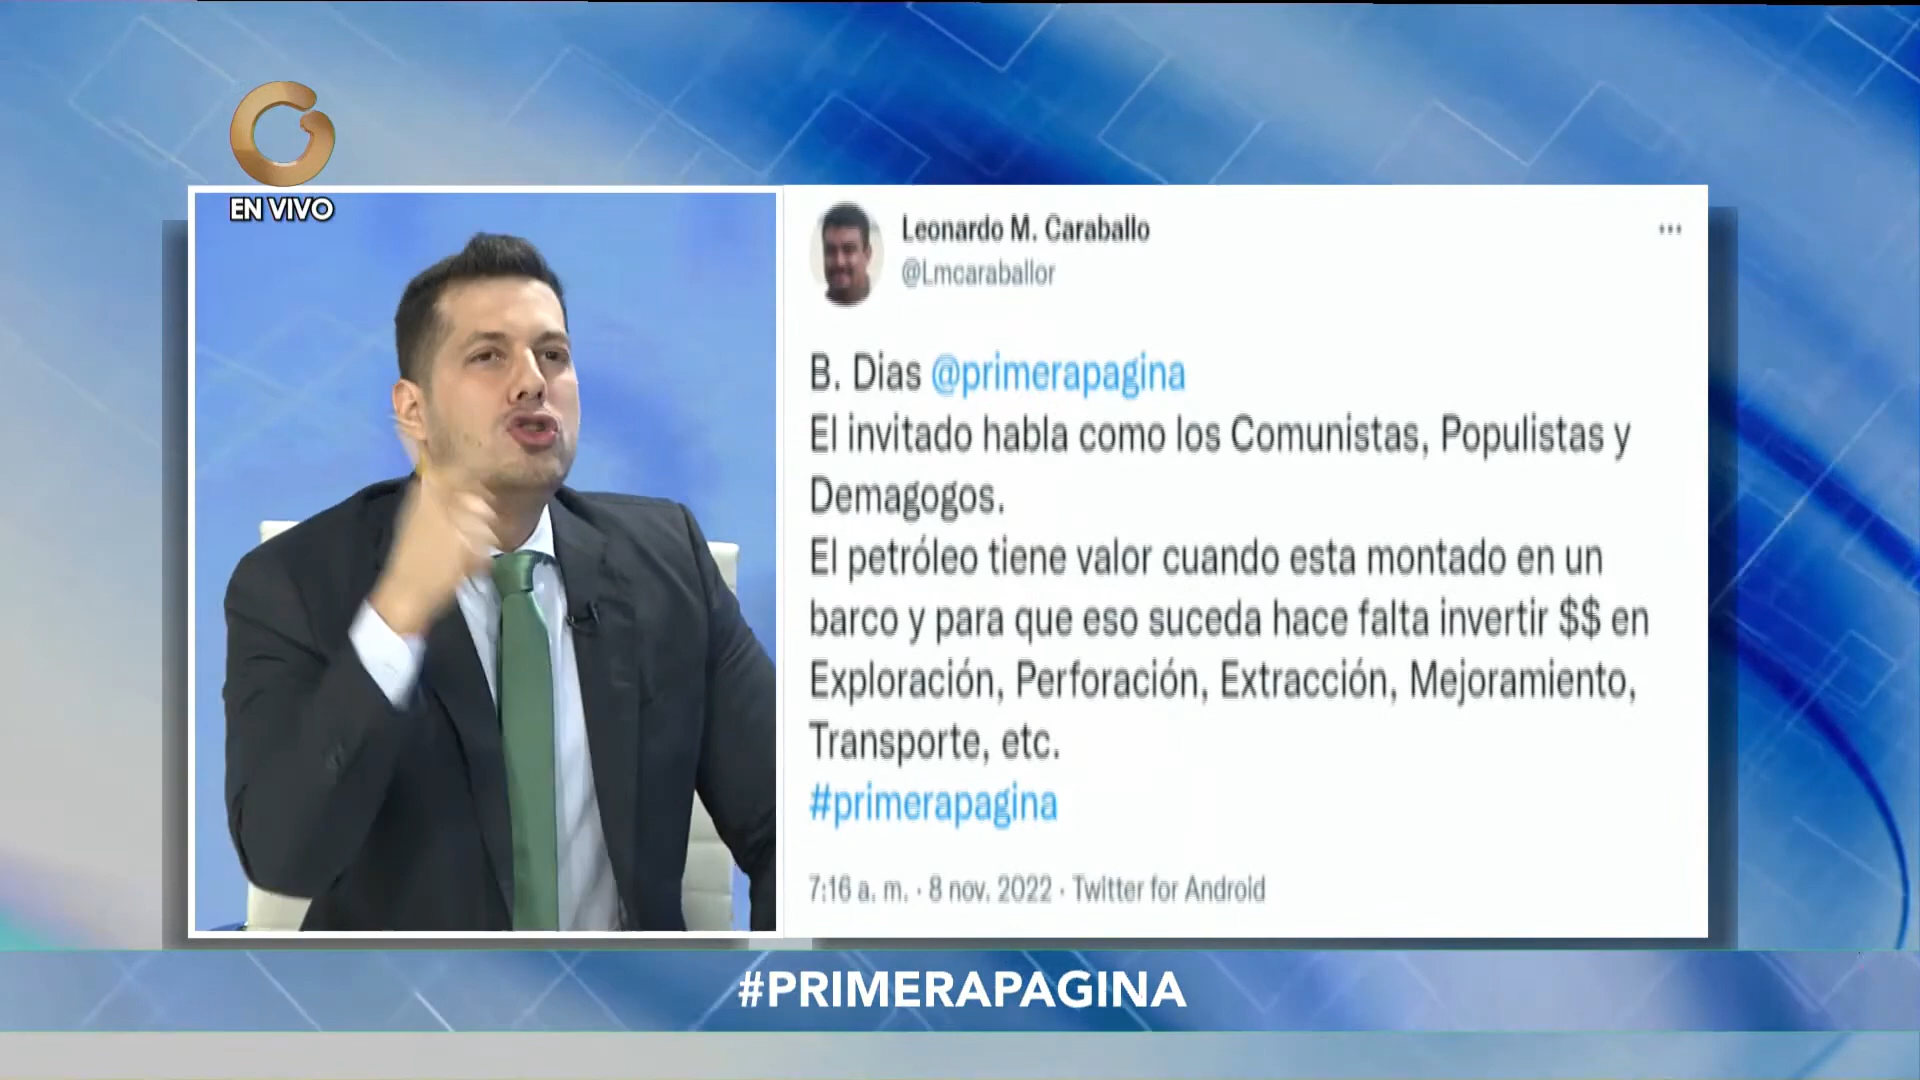 EN VIVO
Leonardo M. Caraballo
@Lmcaraballor
B. Dias @primerapagina
El invitado habla como los Comunistas, Populistas y
Demagogos.
El petróleo tiene valor cuando esta montado en un
barco y para que eso suceda hace falta invertir $$ en
Exploración, Perforación, Extracción, Mejoramiento,
Transporte, etc.
#primerapagina
7:16 a. m. · 8 nov. 2022 · Twitter for Android
#PRIMERAPAGINA